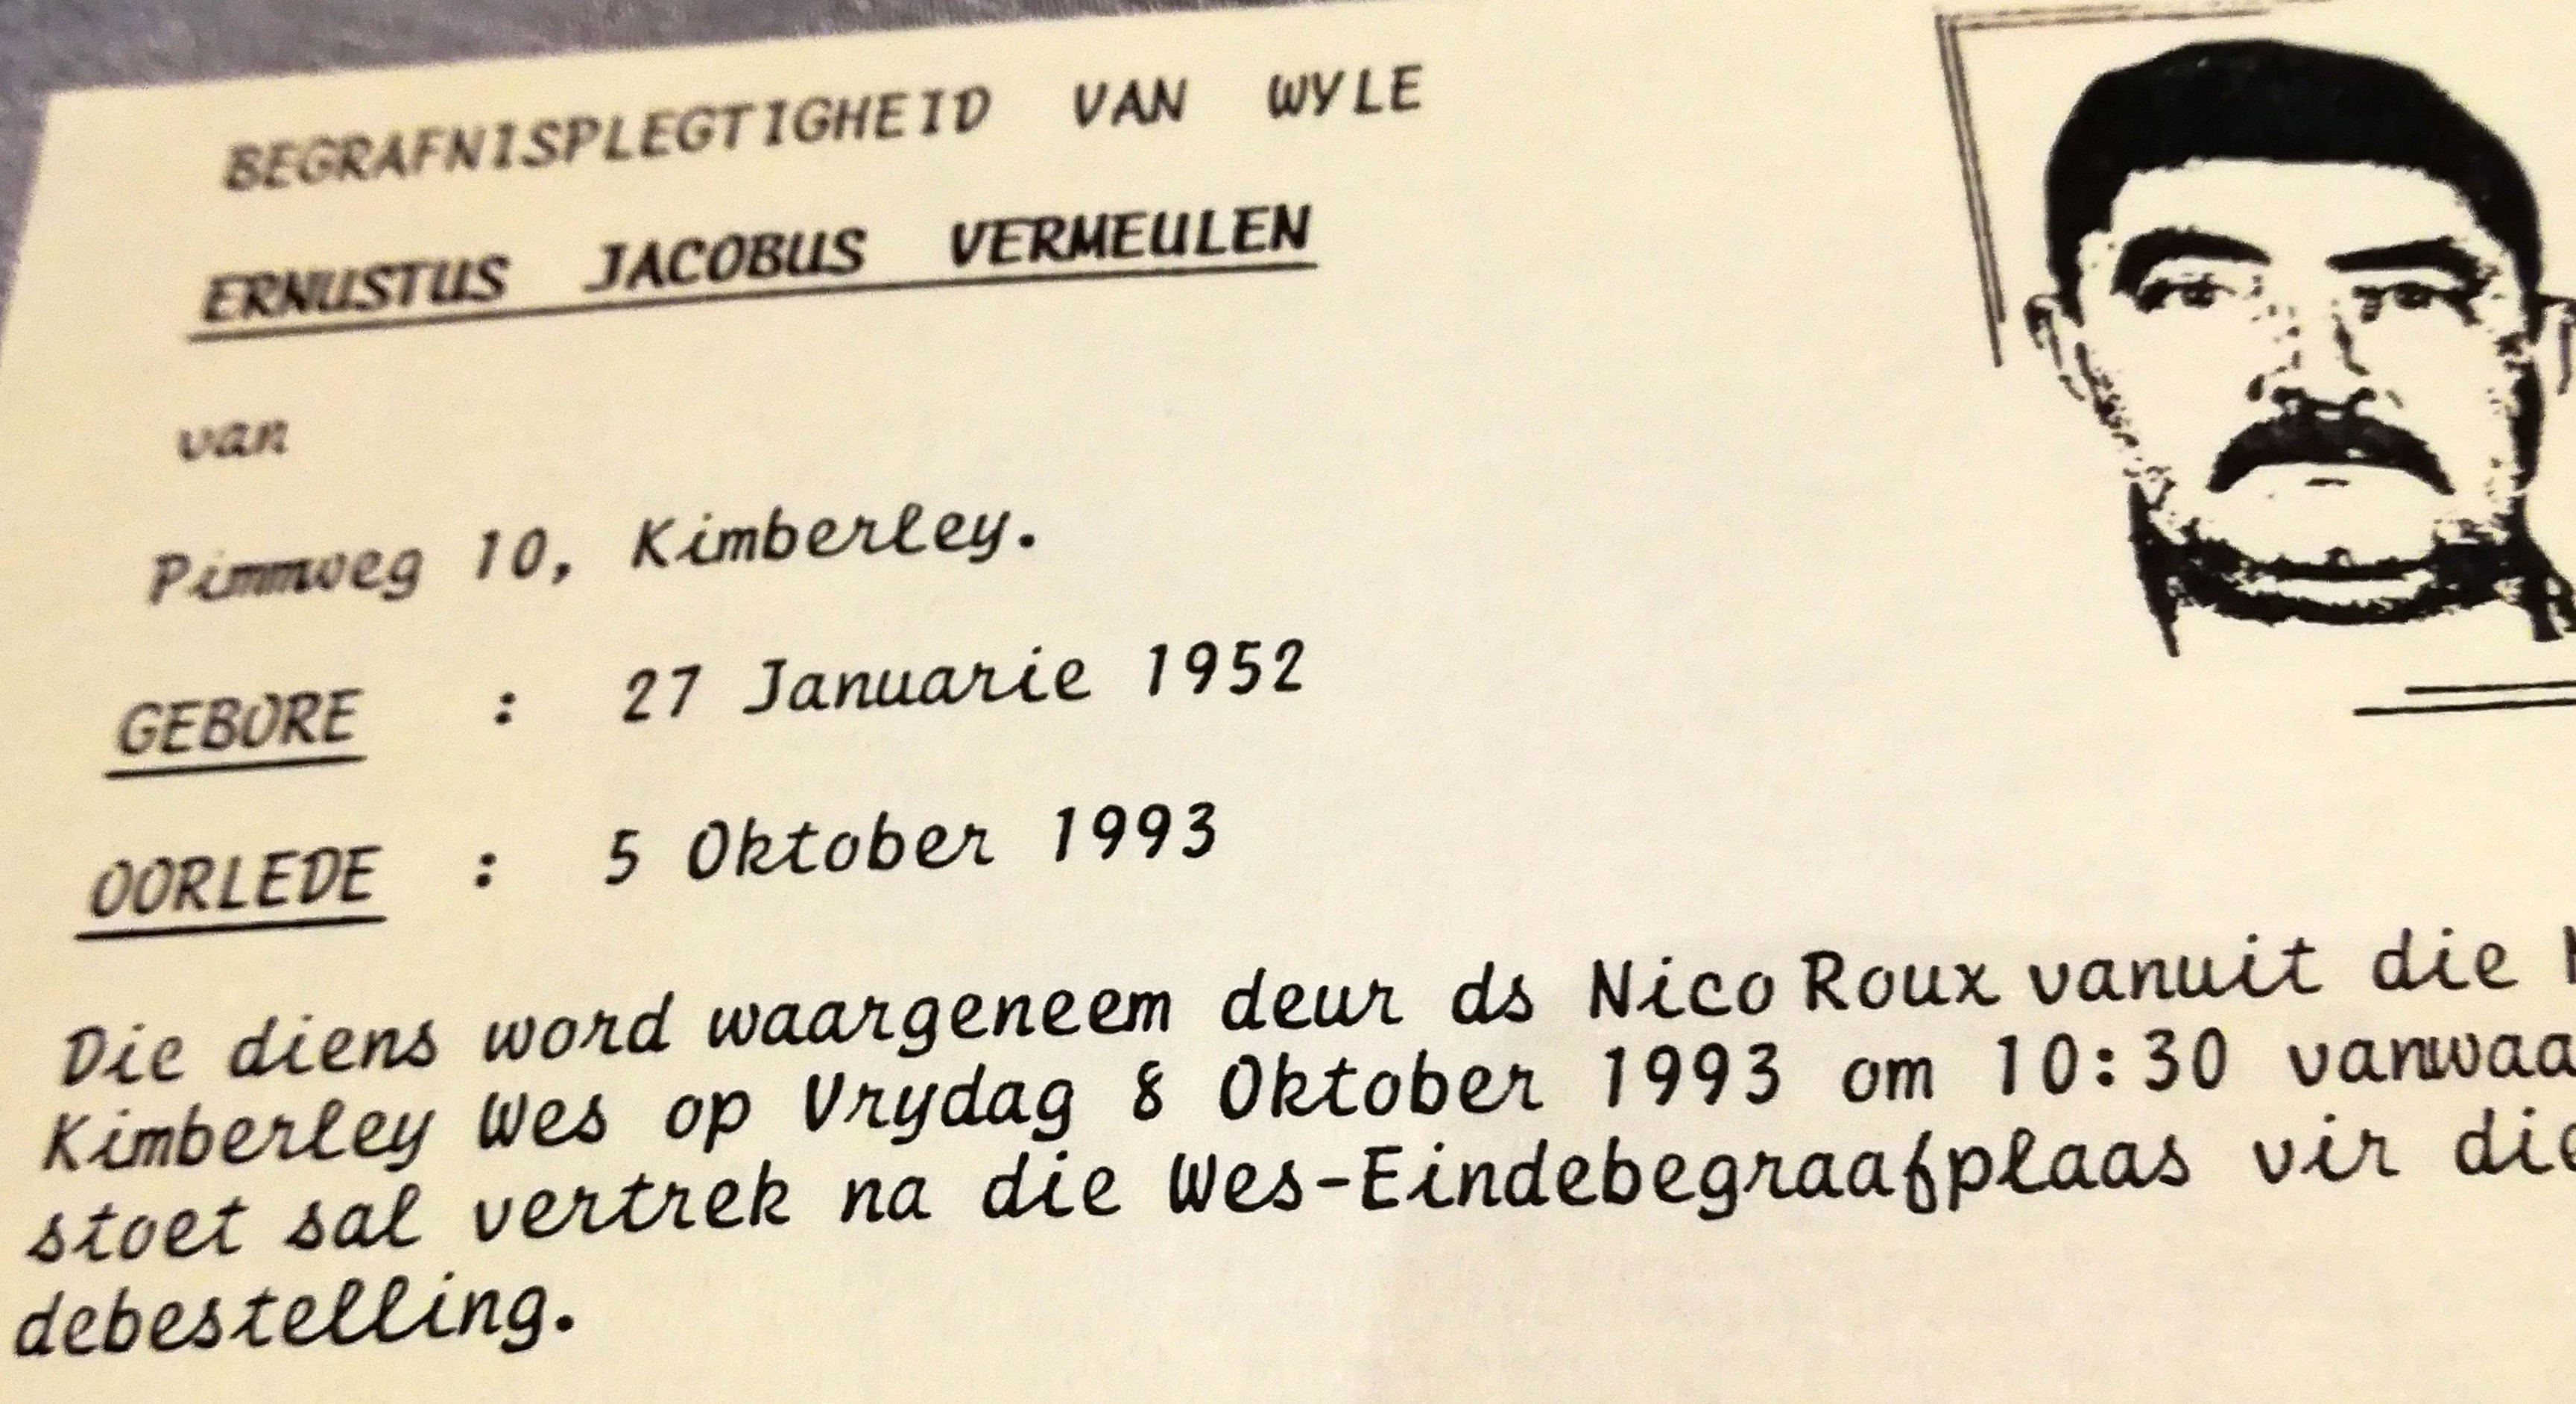 BEGRAFNISPLEGTIGHEID VAN WYLE
ERNUSTUS JACOBUS VERMEULEN
van
Pimmweg 10, Kimberley.
GEBORE : 27 Januarie 1952
OORLEDE : 5 Oktober 1993
Die diens word waargeneem deur ds Nico Roux vanuit die
Kimberley Wes op Vrydag 8 Oktober 1993 om 10:30 vanwaa
stoet sal vertrek na die Wes-Eindebegraafplaas vir die
debestelling.